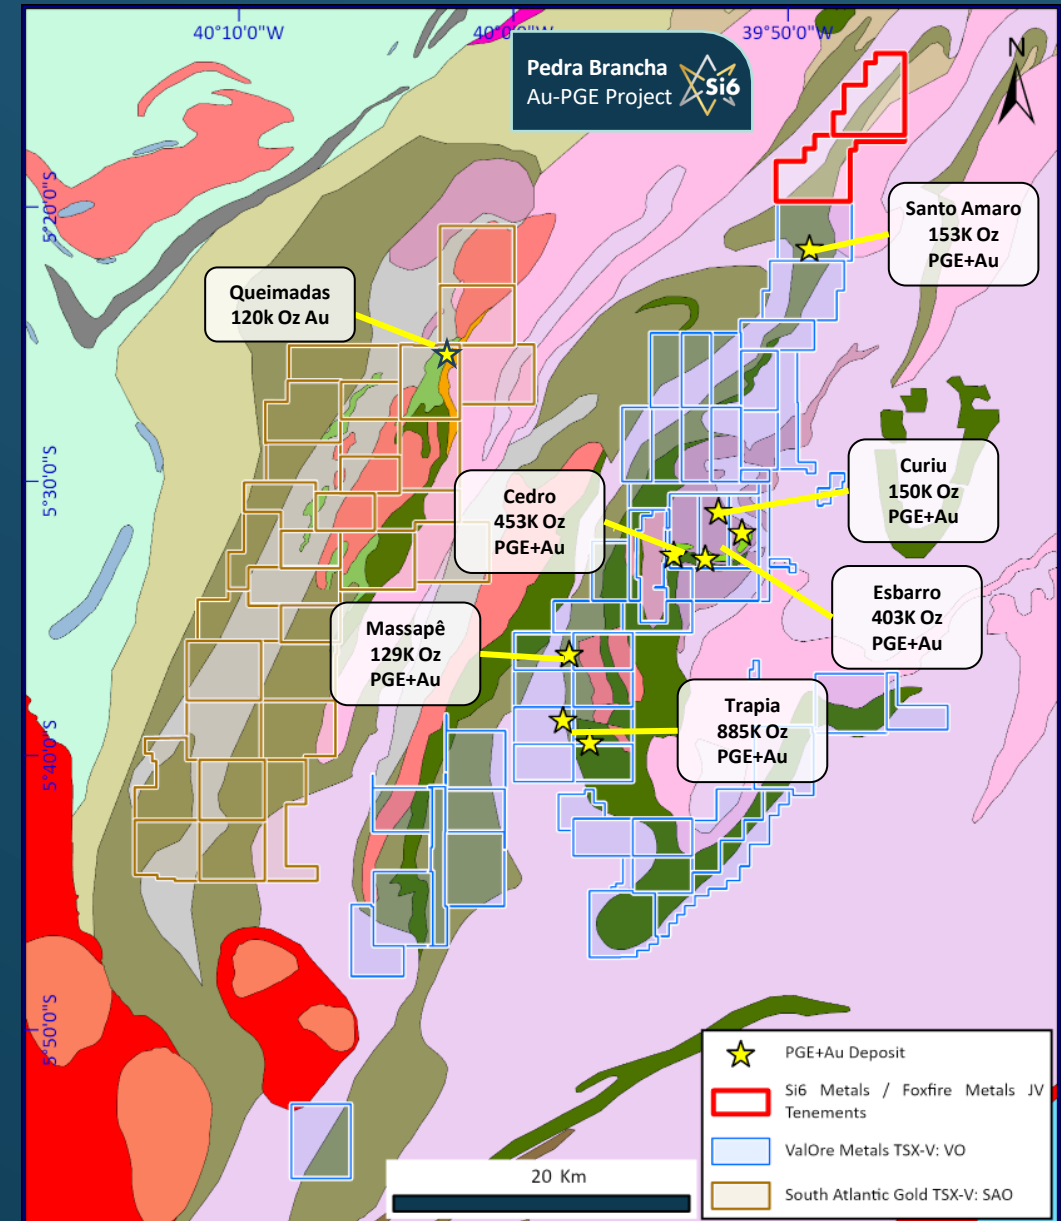 40°10'0"W
40°0'0"W
39°50'0"W
Pedra Brancha
Au-PGE Project
Si6
N
5°20'0"S
Santo Amaro
153K Oz
PGE+Au
Queimadas
120k Oz Au
5°30'0"S
Curiu
150K Oz
PGE+Au
Cedro
453K Oz
PGE+Au
Esbarro
403K Oz
PGE+Au
Massapê
129K Oz
PGE+Au
Trapia
885K Oz
PGE+Au
5°40'0"S
5°50'0"S
PGE+Au Deposit
Si6 Metals / Foxfire Metals JV
Tenements
ValOre Metals TSX-V: VO
South Atlantic Gold TSX-V: SAO
20 Km